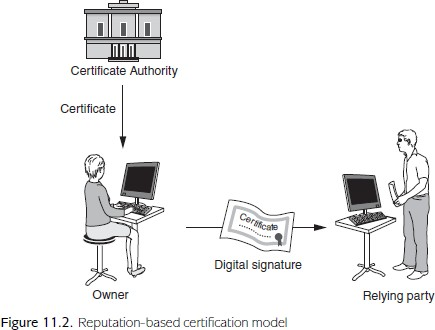 Certificate Authority
Certificate
Certificate
Digital signature
Owner
Relying party
Figure 11.2. Reputation-based certification model